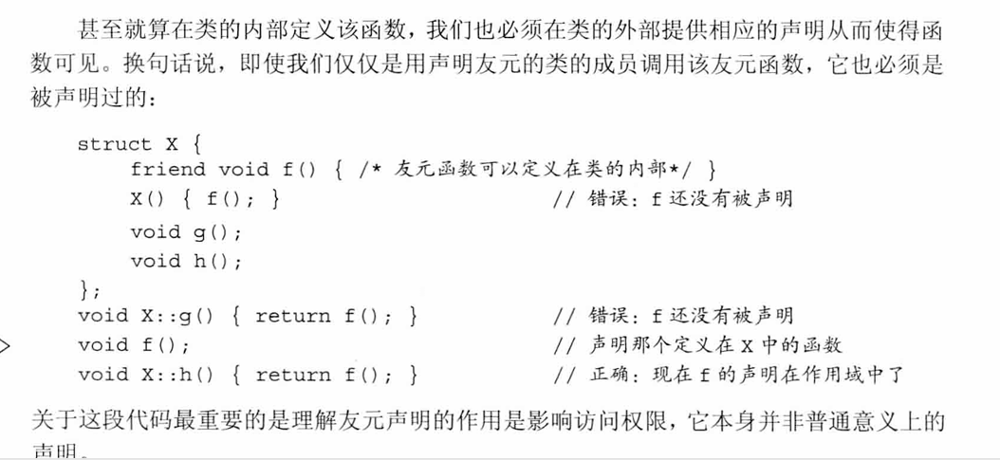 甚至就算在类的内部定义该函数，我们也必须在类的外部提供相应的声明从而使得函
数可见。换句话说，即使我们仅仅是用声明友元的类的成员调用该友元函数，它也必须是
被声明过的：
struct X {
    friend void f() { /* 友元函数可以定义在类的内部*/ }
    X() { f(); }                    // 错误：f 还没有被声明
    void g();
    void h();
};
void X::g() { return f(); }         // 错误：f 还没有被声明
void f();                           // 声明那个定义在 X 中的函数
void X::h() { return f(); }         // 正确：现在 f 的声明在作用域中了
关于这段代码最重要的是理解友元声明的作用是影响访问权限，它本身并非普通意义上的
声明。